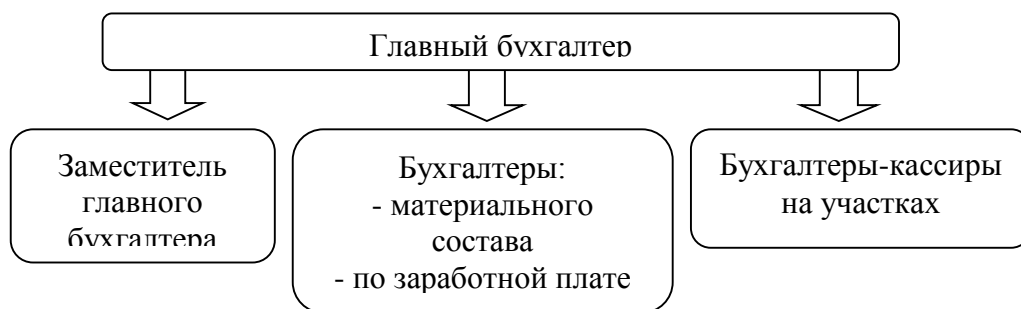 Главный бухгалтер
Заместитель
главного
бухгалтера
Бухгалтеры:
- материального
состава
- по заработной плате
Бухгалтеры-кассиры
на участках